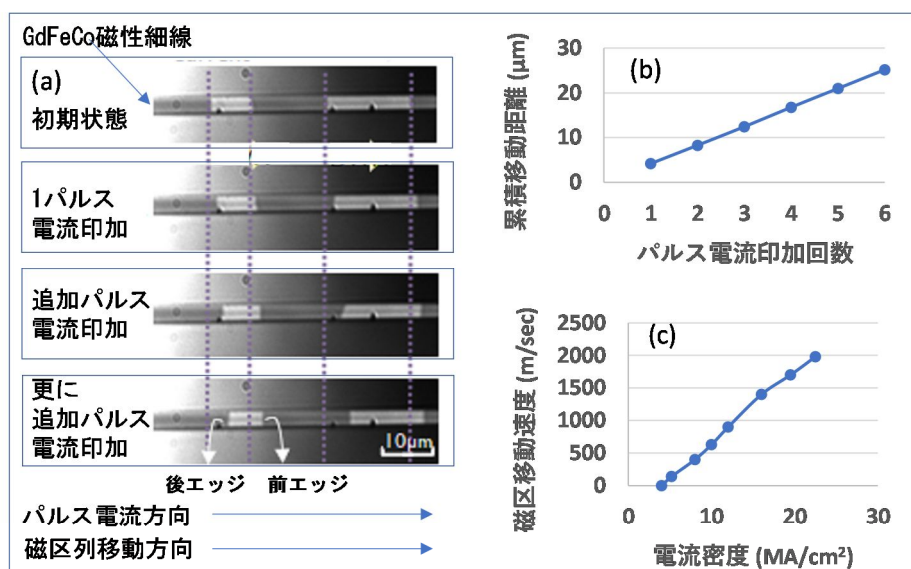 GdFeCo磁性細線
(a)
初期状態
1パルス
電流印加
追加パルス
電流印加
更に
追加パルス
電流印加
10μm
後エッジ 前エッジ
パルス電流方向
磁区列移動方向
(b)
累積移動距離 (μm)
30
20
10
0
0 1 2 3 4 5 6
パルス電流印加回数
(c)
磁区移動速度 (m/sec)
2500
2000
1500
1000
500
0
0 10 20 30
電流密度 (MA/cm²)